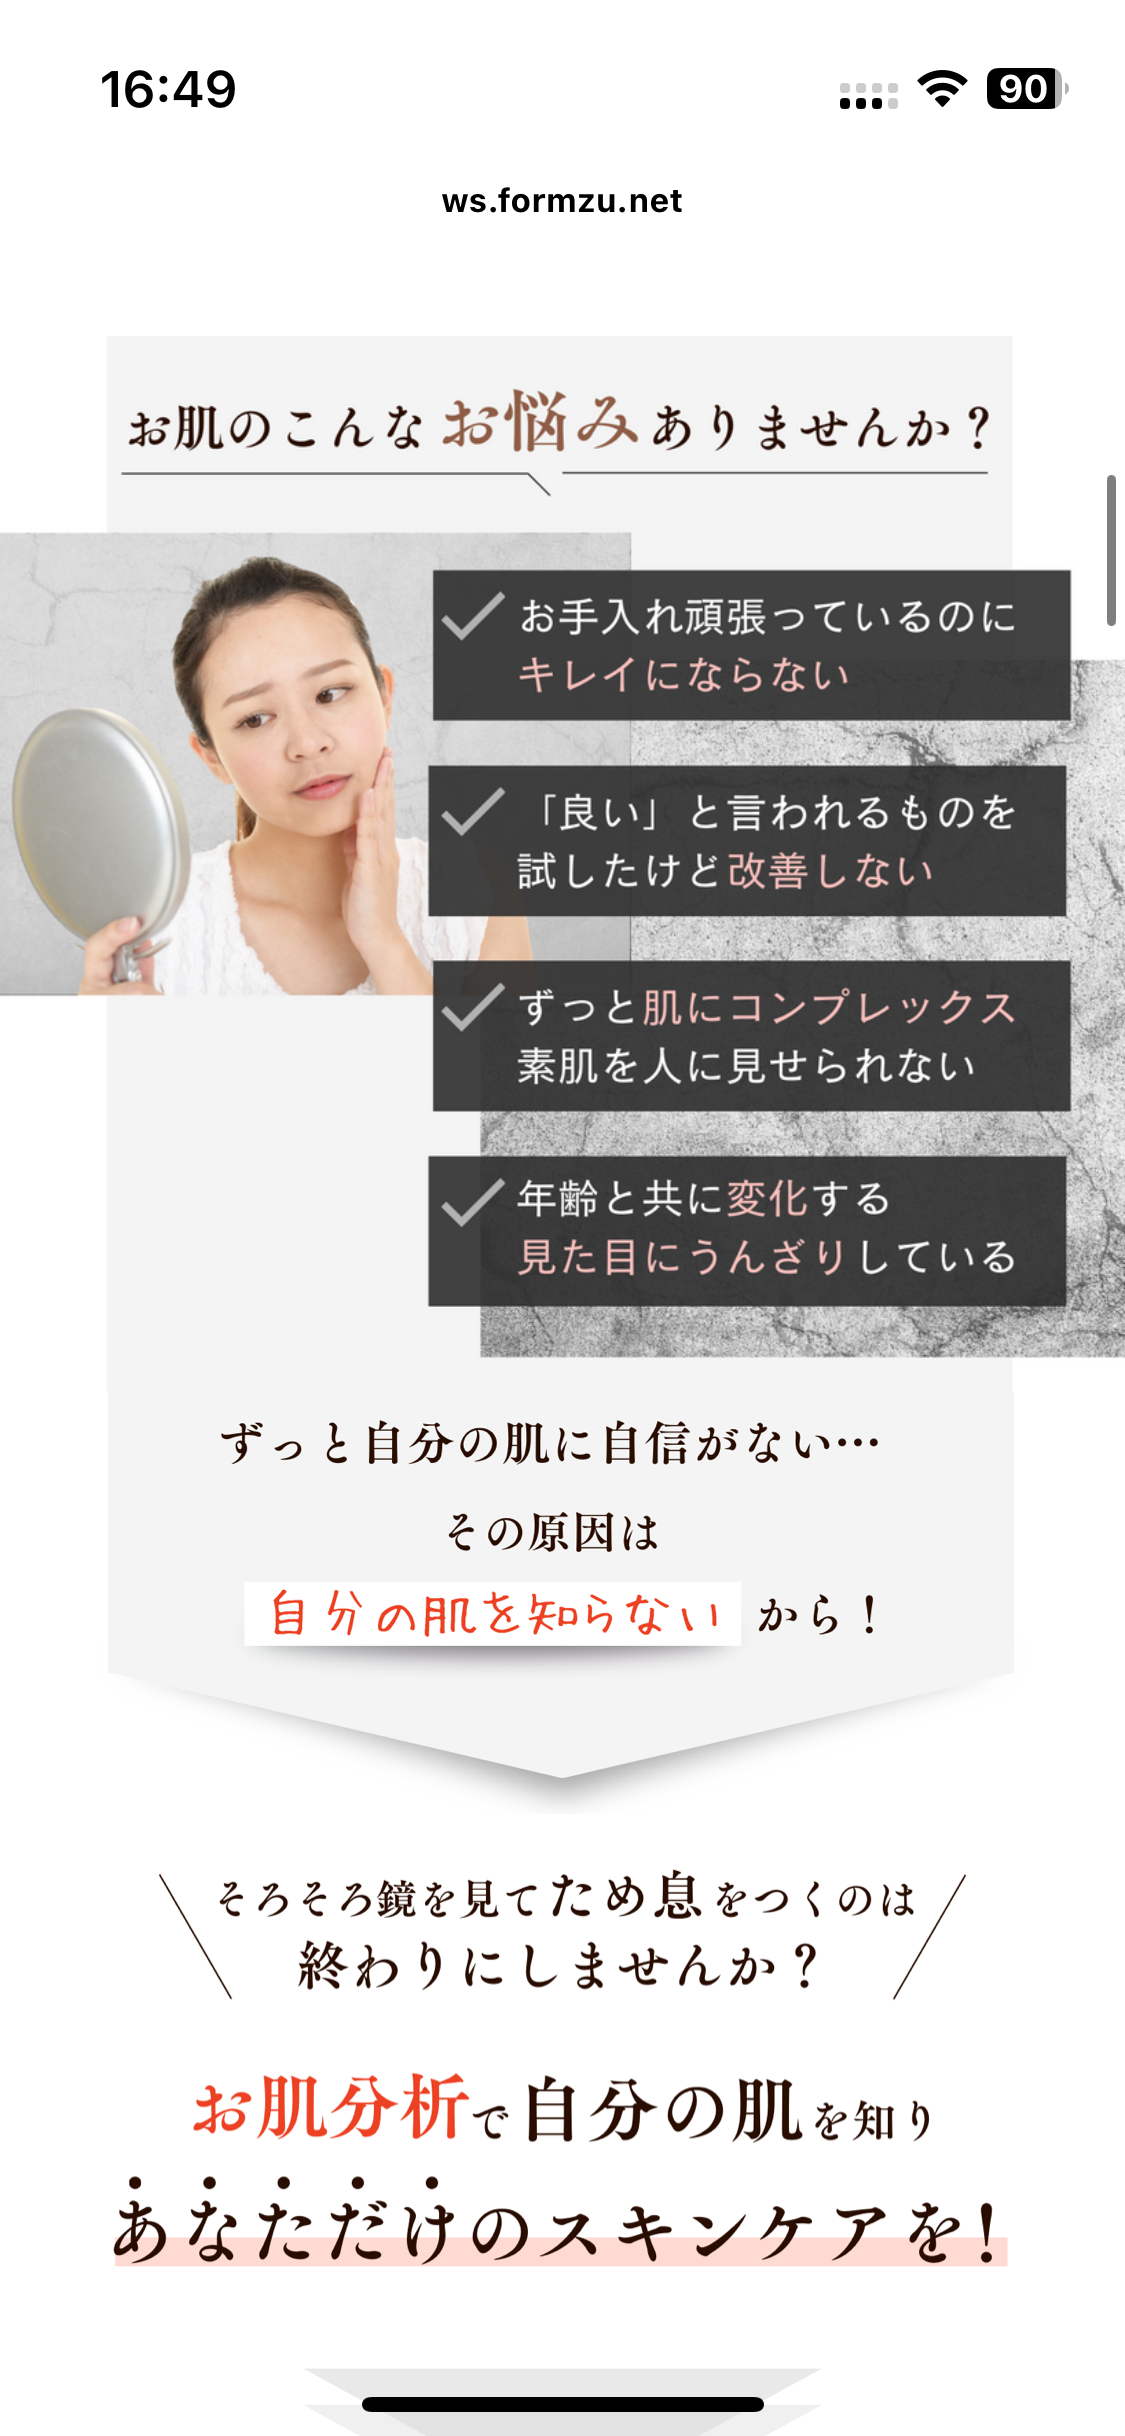 16:49
90
ws.formzu.net
お肌のこんなお悩みありませんか？
お手入れ頑張っているのに
キレイにならない
「良い」と言われるものを
試したけど改善しない
ずっと肌にコンプレックス
素肌を人に見せられない
年齢と共に変化する
見た目にうんざりしている
ずっと自分の肌に自信がない…
その原因は
自分の肌を知らない から！
そろそろ鏡を見てため息をつくのは
終わりにしませんか？
お肌分析で自分の肌を知り
あなただけのスキンケアを！